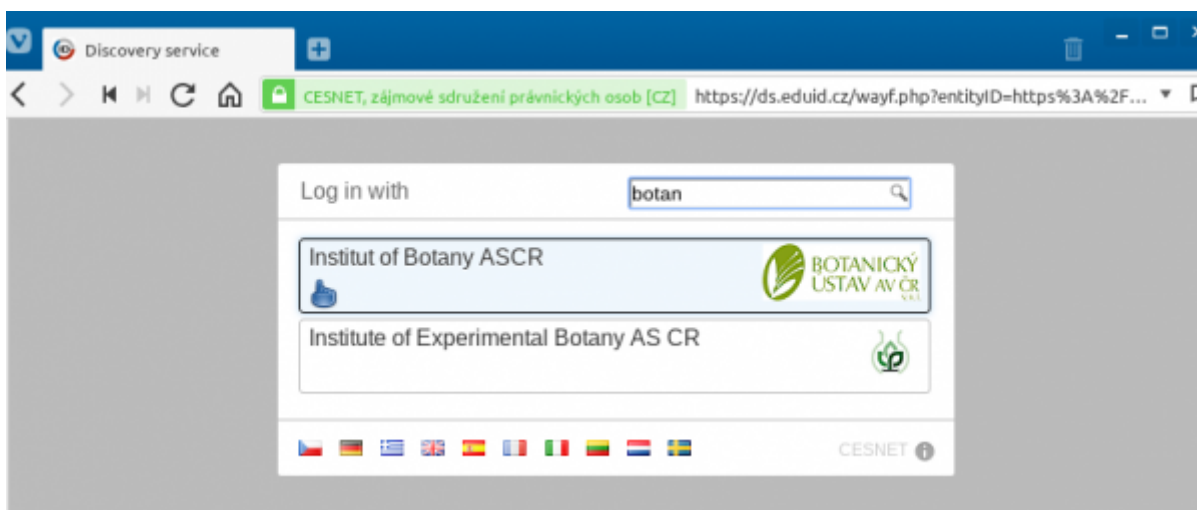 Discovery service
CESNET, zájmové sdružení právnických osob [CZ] https://ds.eduid.cz/wayf.php?entityID=https%3A%2F...
Log in with
botan
Institut of Botany ASCR
BOTANICKÝ
ÚSTAV AV ČR
Institute of Experimental Botany AS CR
CESNET